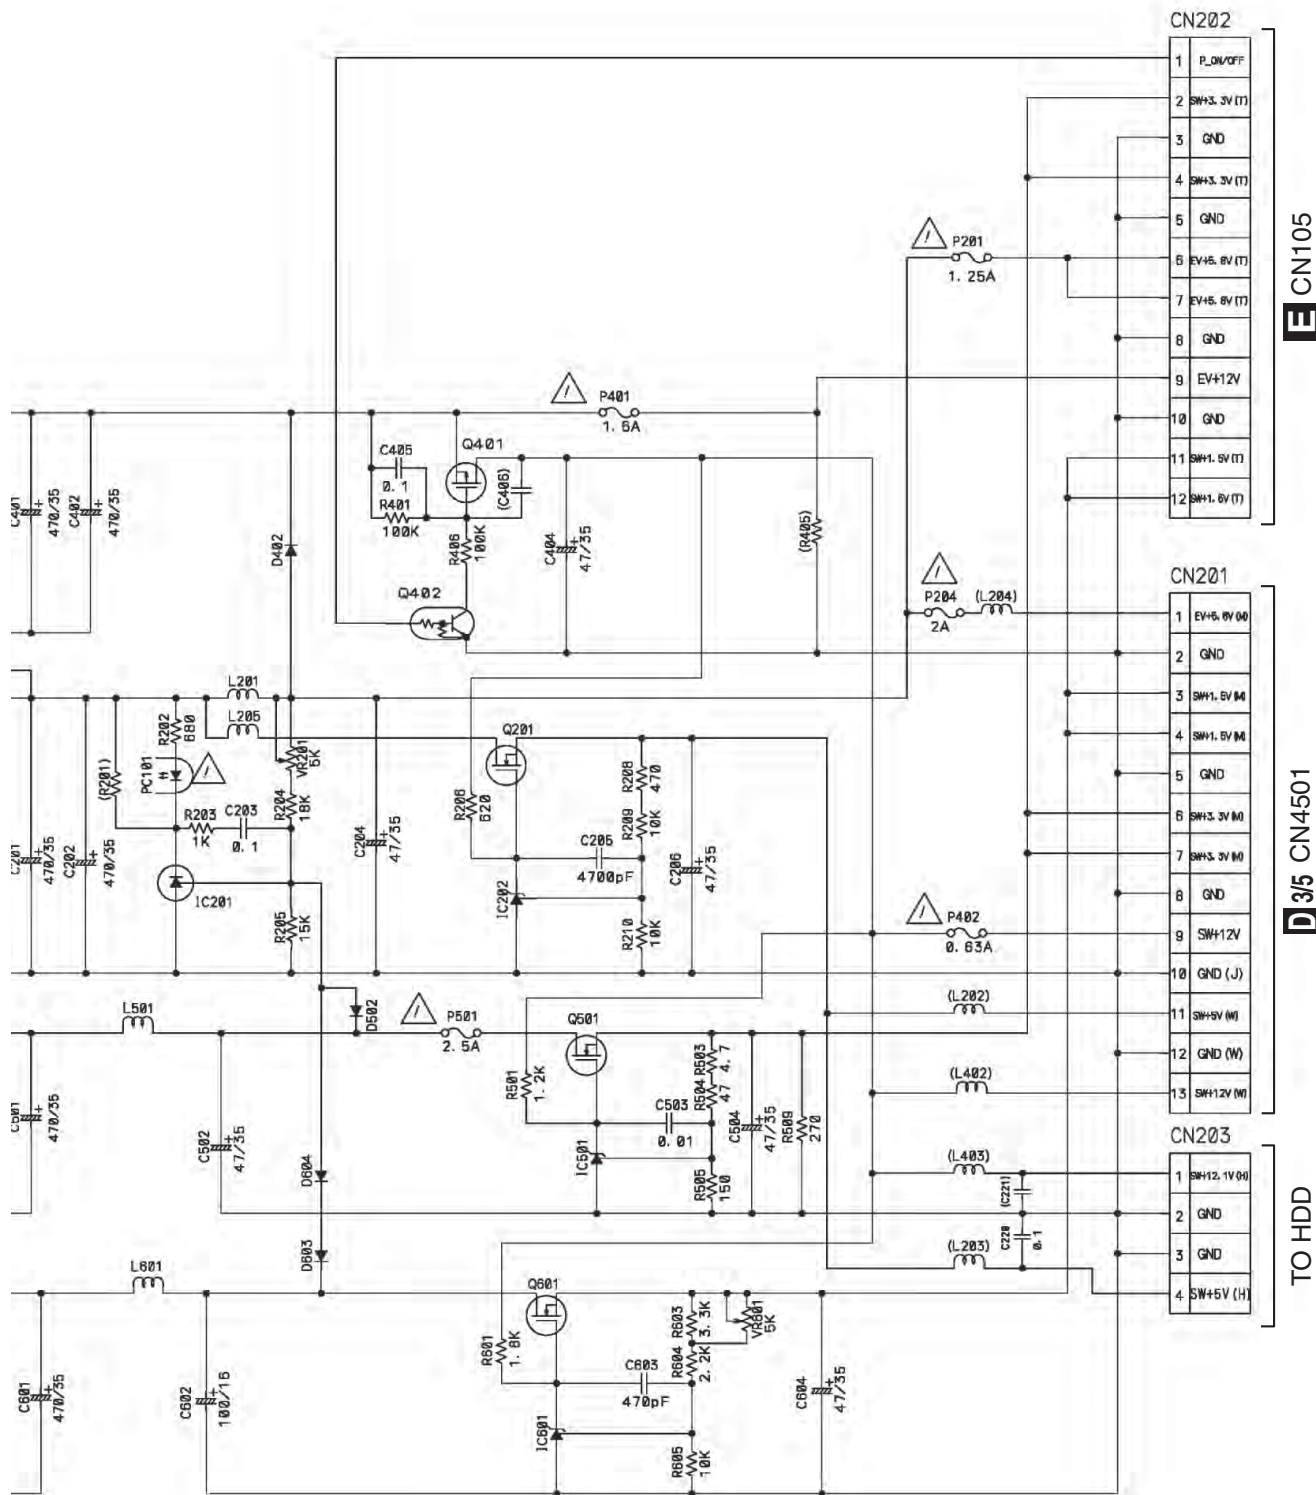 CN202
1 P_ON/OFF
2 SW+3.3V(T)
3 GND
4 SW+3.3V(T)
5 GND
6 EV+5.8V(T)
7 EV+5.8V(T)
8 GND
9 EV+12V
10 GND
11 SW+1.5V(T)
12 SW+1.5V(T)
E CN105
P201
1.25A
P401
1.6A
C401
470/35
C402
470/35
D402
C405
0.1
R401
100K
Q401
(C406)
R406
100K
C404
47/35
(R405)
Q402
P204
2A
(L204)
CN201
1 EV+5.8V(M)
2 GND
3 SW+1.5V(M)
4 SW+1.5V(M)
5 GND
6 SW+3.3V(M)
7 SW+3.3V(M)
8 GND
9 SW+12V
10 GND(J)
11 SW+5V(W)
12 GND(W)
13 SW+12V(W)
D 3/5 CN4501
L201
L205
R202
680
PC101
(R201)
R203
1K
C203
0.1
VR201
5K
R204
18K
IC201
R205
15K
C201
470/35
C202
470/35
C204
47/35
Q201
R206
620
R208
470
R209
10K
C205
4700pF
IC202
R210
10K
C206
47/35
P402
0.63A
(L202)
(L402)
L501
D502
P501
2.5A
Q501
R501
1.2K
R503
4.7
R504
47
C503
0.01
IC501
R505
150
C504
47/35
R509
270
C501
470/35
C502
47/35
D604
D603
CN203
1 SW+12.1V(H)
2 GND
3 GND
4 SW+5V(H)
TO HDD
(L403)
(C221)
C220
0.1
(L203)
L601
Q601
R601
1.8K
R603
3.3K
VR601
5K
R604
2.2K
C603
470pF
IC601
R605
10K
C604
47/35
C601
470/35
C602
100/16